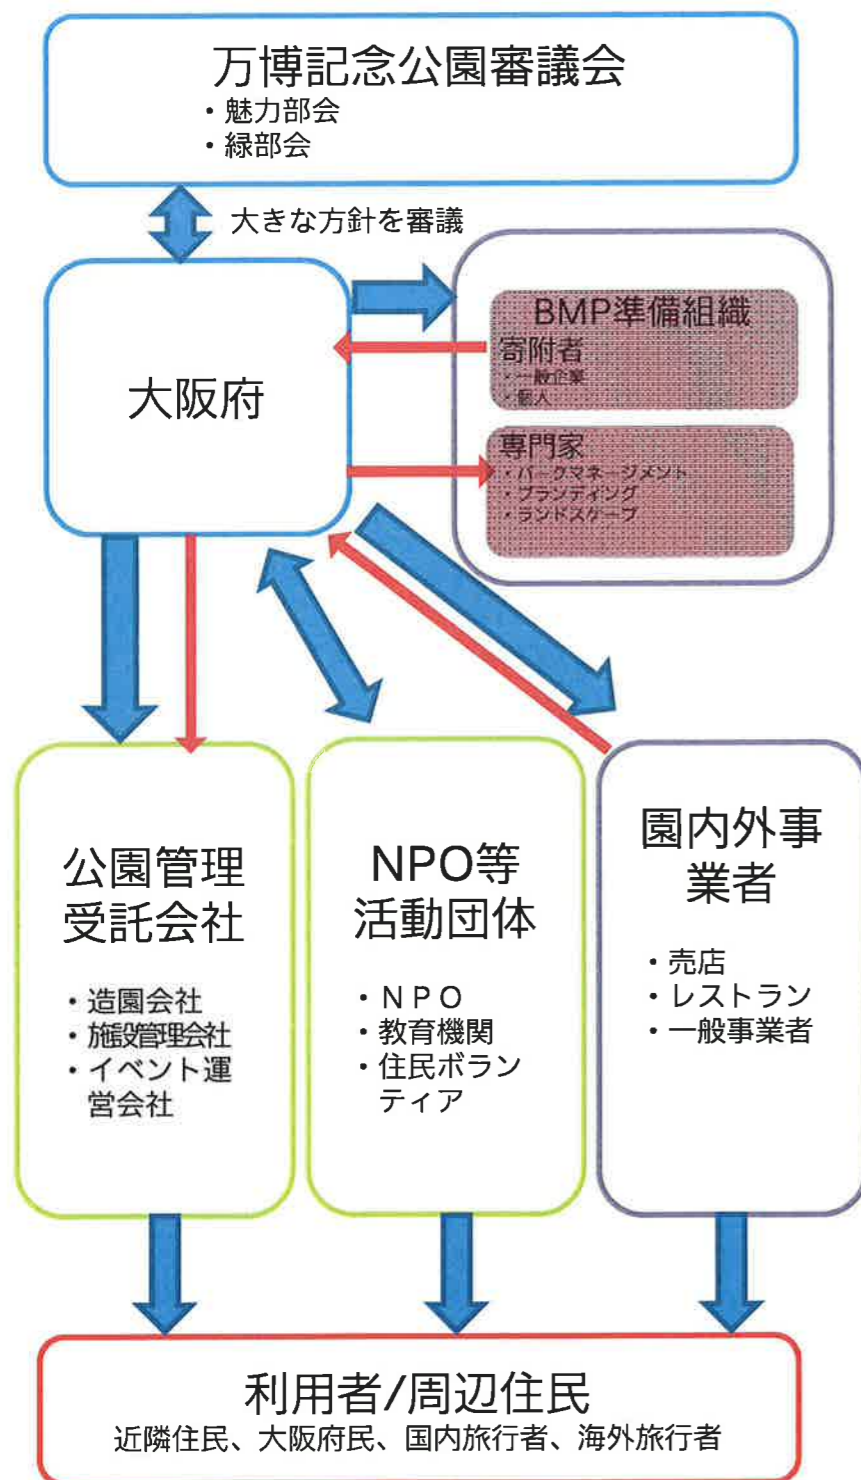 万博記念公園審議会
・魅力部会
・緑部会
大きな方針を審議
大阪府
BMP準備組織
寄附者
・一般企業
・個人
専門家
・パークマネージメント
・ブランディング
・ランドスケープ
公園管理
受託会社
・造園会社
・施設管理会社
・イベント運
営会社
NPO等
活動団体
・ＮＰＯ
・教育機関
・住民ボラン
ティア
園内外事
業者
・売店
・レストラン
・一般事業者
利用者/周辺住民
近隣住民、大阪府民、国内旅行者、海外旅行者